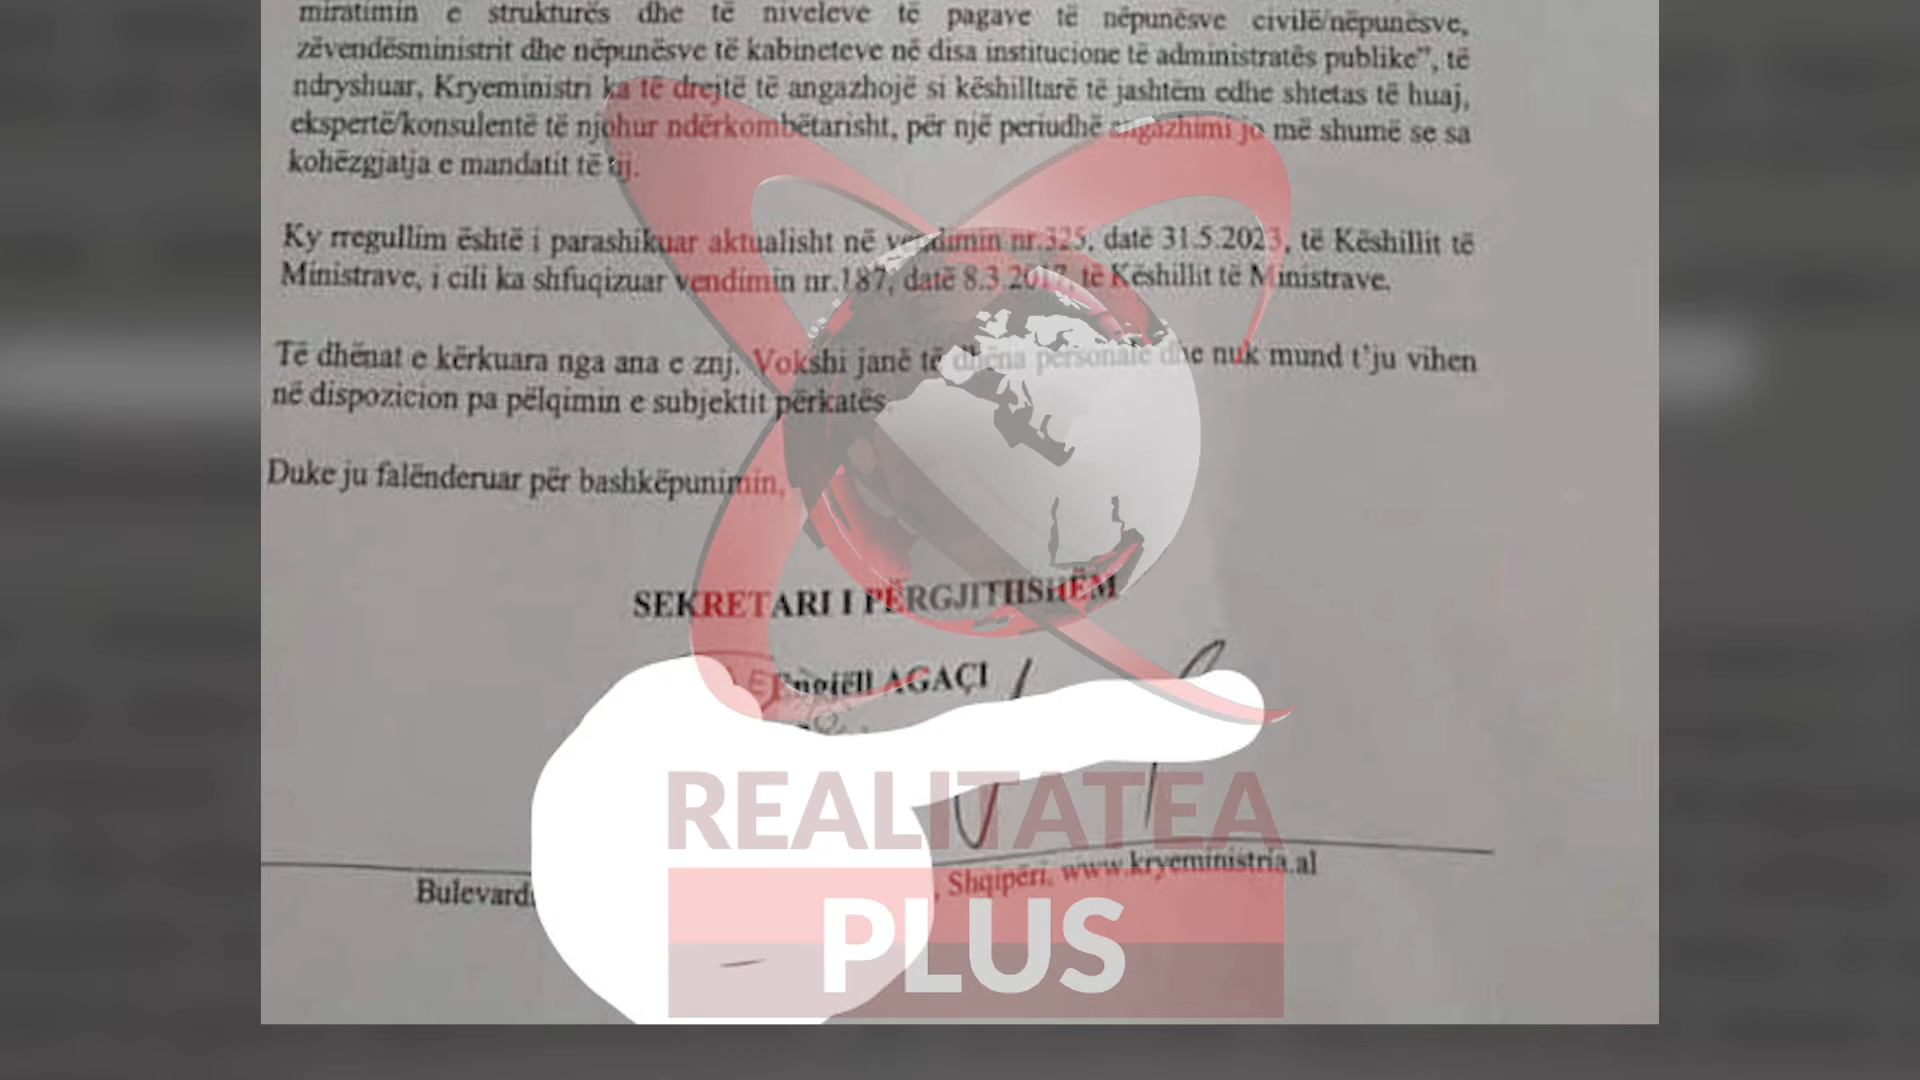 miratimin e strukturës dhe të niveleve të pagave të nëpunësve civilë/nëpunësve,
zëvendësministrit dhe nëpunësve të kabineteve në disa institucione të administratës publike", të
ndryshuar, Kryeministri ka të drejtë të angazhojë si këshilltarë të jashtëm edhe shtetas të huaj,
ekspertë/konsulentë të njohur ndërkombëtarisht, për një periudhë angazhimi jo më shumë se sa
kohëzgjatja e mandatit të tij.
Ky rregullim është i parashikuar aktualisht në vendimin nr.325, datë 31.5.2023, të Këshillit të
Ministrave, i cili ka shfuqizuar vendimin nr.187, datë 8.3.2017, të Këshillit të Ministrave.
Të dhënat e kërkuara nga ana e znj. Vokshi janë të dhëna personale dhe nuk mund t'ju vihen
në dispozicion pa pëlqimin e subjektit përkatës.
Duke ju falënderuar për bashkëpunimin,
SEKRETARI I PËRGJITHSHËM
Engjëll AGAÇI
REALITATEA
Shqipëri, www.kryeministria.al
PLUS